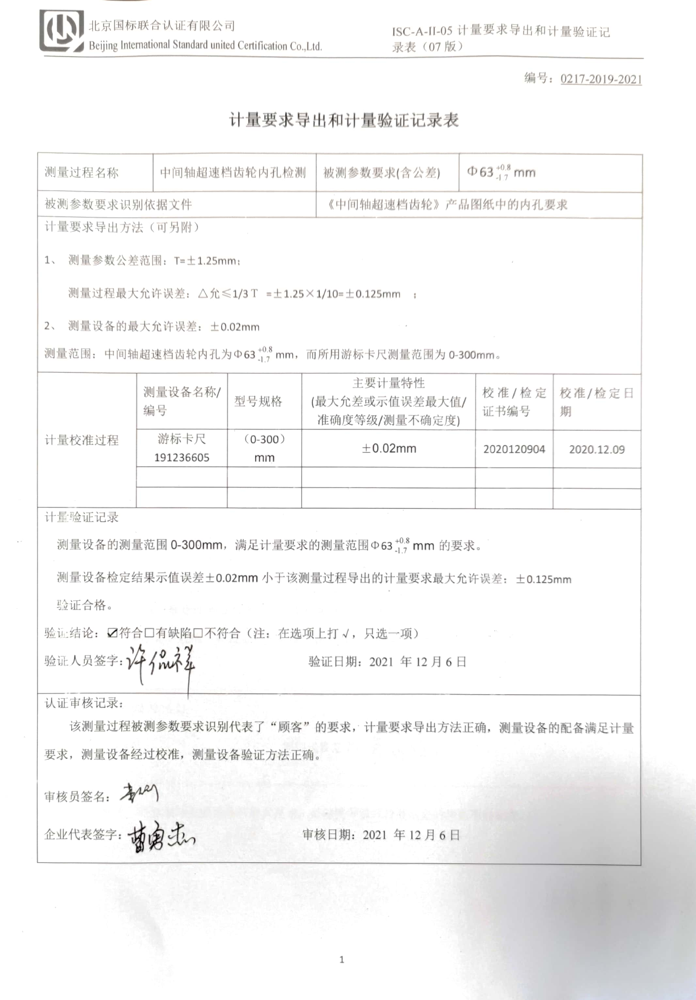 北京国标联合认证有限公司
Beijing International Standard united Certification Co.,Ltd.
ISC-A-II-05 计量要求导出和计量验证记
录表（07 版）
编号：0217-2019-2021
计量要求导出和计量验证记录表
测量过程名称 中间轴超速档齿轮内孔检测 被测参数要求(含公差) Φ63 +0.8 -1.7 mm
被测参数要求识别依据文件 《中间轴超速档齿轮》产品图纸中的内孔要求
计量要求导出方法（可另附）
1、 测量参数公差范围：T=±1.25mm；
测量过程最大允许误差：△允≤1/3T =±1.25×1/10=±0.125mm ；
2、 测量设备的最大允许误差：±0.02mm
测量范围：中间轴超速档齿轮内孔为Φ63 +0.8 -1.7 mm，而所用游标卡尺测量范围为 0-300mm。
计量校准过程
测量设备名称/
编号
型号规格
主要计量特性
(最大允差或示值误差最大值/
准确度等级/测量不确定度)
校准/检定
证书编号
校准/检定日
期
游标卡尺
191236605
（0-300）
mm
±0.02mm
2020120904
2020.12.09
计量验证记录
测量设备的测量范围 0-300mm，满足计量要求的测量范围Φ63 +0.8 -1.7 mm 的要求。
测量设备检定结果示值误差±0.02mm 小于该测量过程导出的计量要求最大允许误差：±0.125mm
验证合格。
验证结论：☑符合□有缺陷□不符合（注：在选项上打 √，只选一项）
验证人员签字：许侃祥 验证日期：2021 年 12 月 6 日
认证审核记录：
该测量过程被测参数要求识别代表了“顾客”的要求，计量要求导出方法正确，测量设备的配备满足计量
要求，测量设备经过校准，测量设备验证方法正确。
审核员签名：
企业代表签字：曹勇杰 审核日期：2021 年 12 月 6 日
1